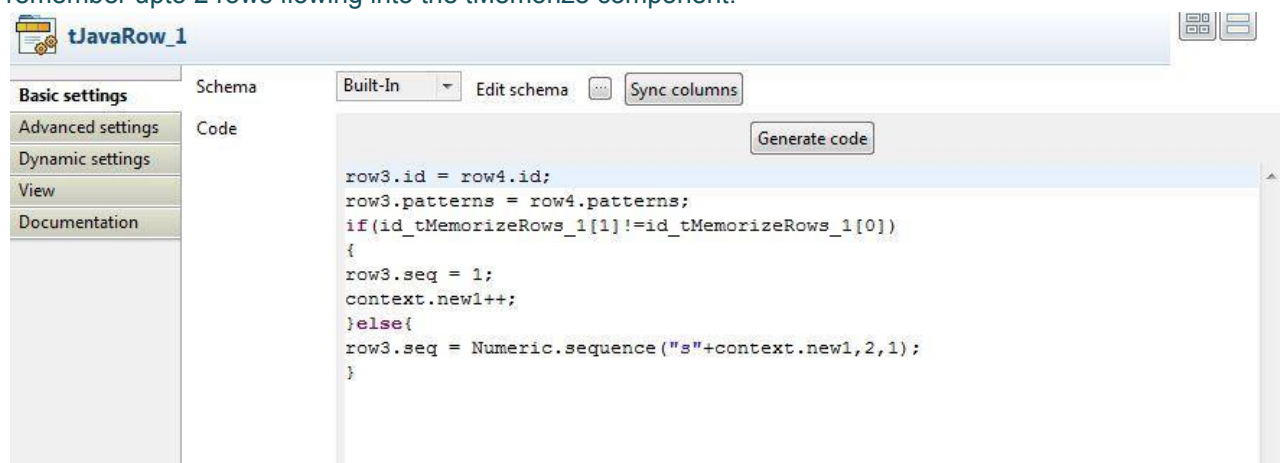 remember upto 2 rows flowing into the tMemorize component.
tJavaRow_1
Basic settings
Schema
Built-In
Edit schema
...
Sync columns
Advanced settings
Code
Generate code
Dynamic settings
View
Documentation
row3.id = row4.id;
row3.patterns = row4.patterns;
if(id_tMemorizeRows_1[1]!=id_tMemorizeRows_1[0])
{
row3.seq = 1;
context.new1++;
}else{
row3.seq = Numeric.sequence("s"+context.new1,2,1);
}